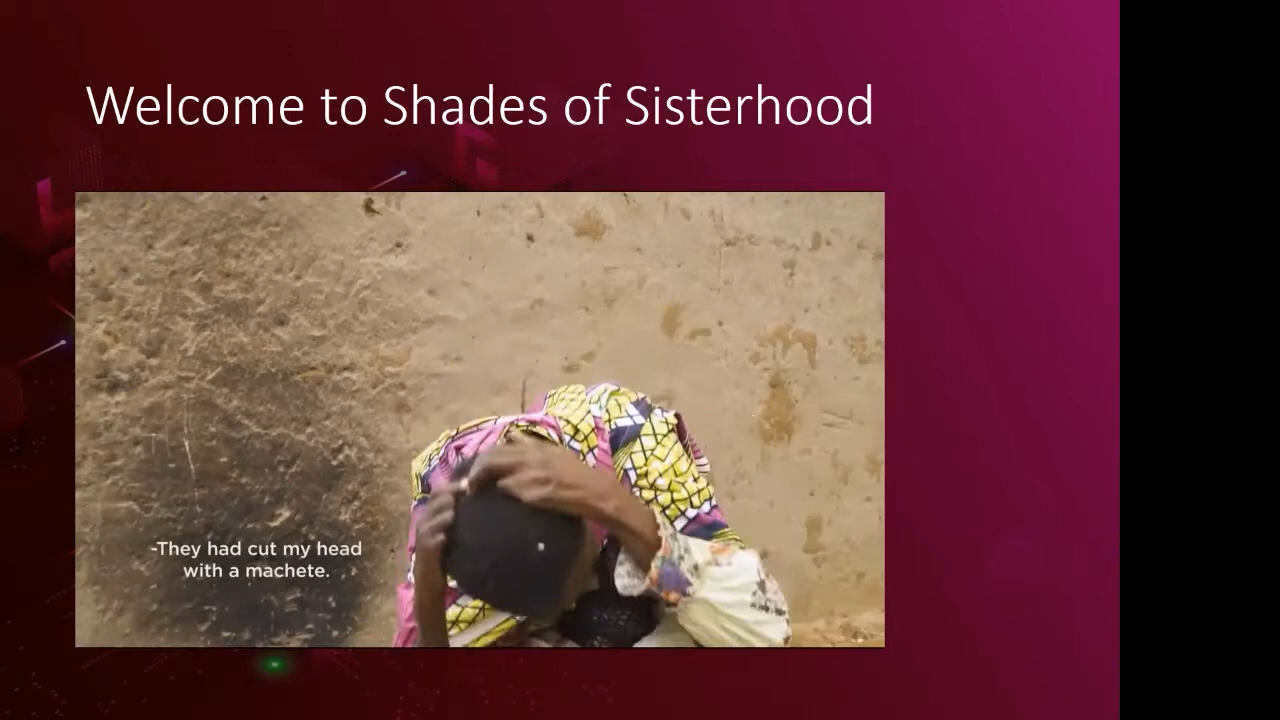 Welcome to Shades of Sisterhood
-They had cut my head
with a machete.